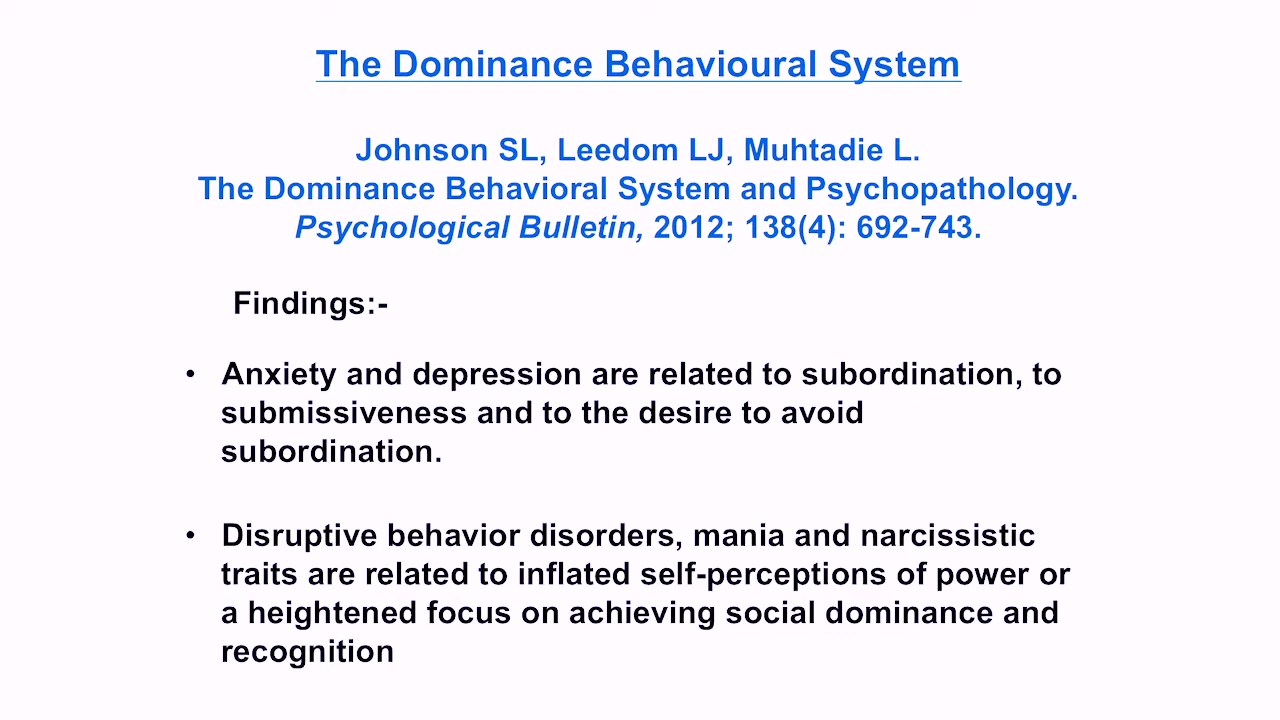 The Dominance Behavioural System
Johnson SL, Leedom LJ, Muhtadie L.
The Dominance Behavioral System and Psychopathology.
Psychological Bulletin, 2012; 138(4): 692-743.
Findings:-
• Anxiety and depression are related to subordination, to
submissiveness and to the desire to avoid
subordination.
• Disruptive behavior disorders, mania and narcissistic
traits are related to inflated self-perceptions of power or
a heightened focus on achieving social dominance and
recognition